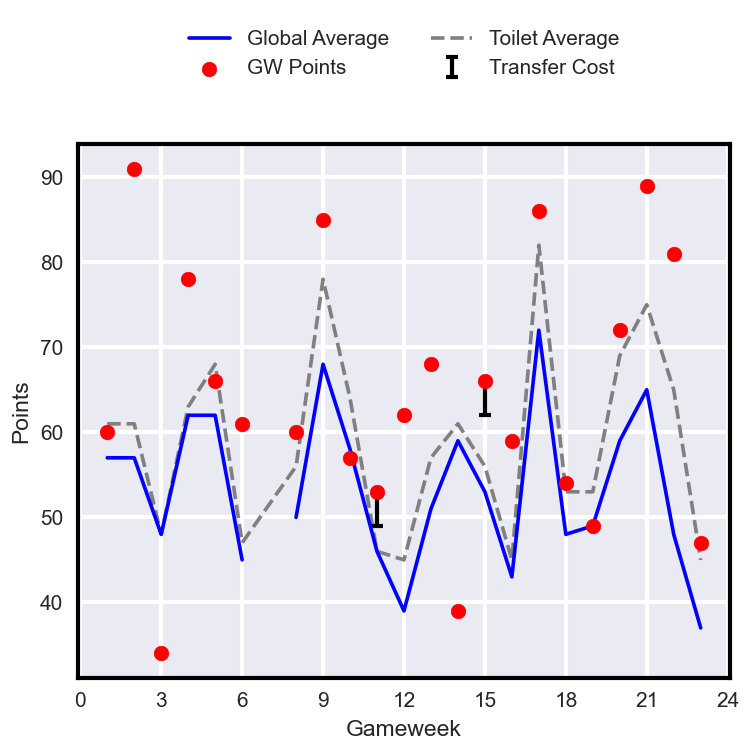 Global Average
Toilet Average
GW Points
Transfer Cost
90
80
70
60
50
40
Points
0 3 6 9 12 15 18 21 24
Gameweek